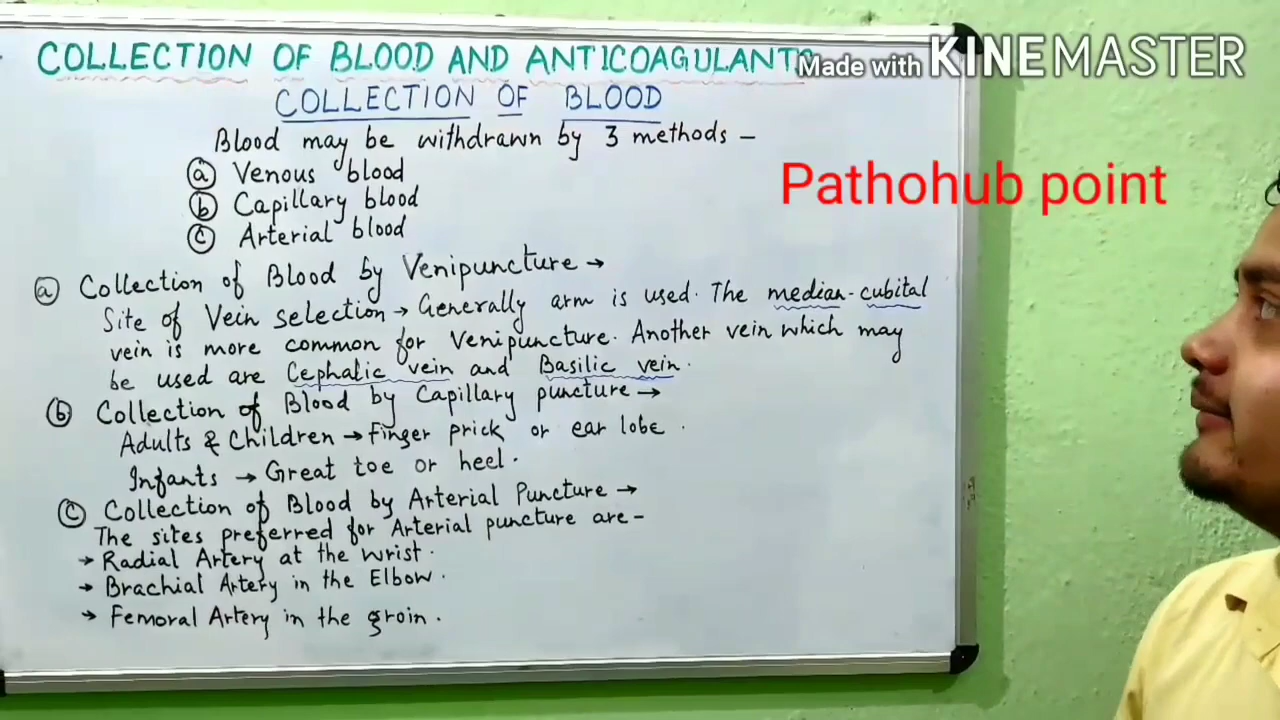 COLLECTION OF BLOOD AND ANTICOAGULANTS
Made with KINEMASTER
COLLECTION OF BLOOD
Blood may be withdrawn by 3 methods –
Pathohub point
ⓐ Venous blood
ⓑ Capillary blood
ⓒ Arterial blood
ⓐ Collection of Blood by Venipuncture →
Site of Vein selection → Generally arm is used. The median-cubital
vein is more common for Venipuncture. Another vein which may
be used are Cephalic vein and Basilic vein.
ⓑ Collection of Blood by Capillary puncture →
Adults & Children → Finger prick or ear lobe.
Infants → Great toe or heel.
ⓒ Collection of Blood by Arterial Puncture →
The sites preferred for Arterial puncture are –
→ Radial Artery at the wrist.
→ Brachial Artery in the Elbow.
→ Femoral Artery in the groin.